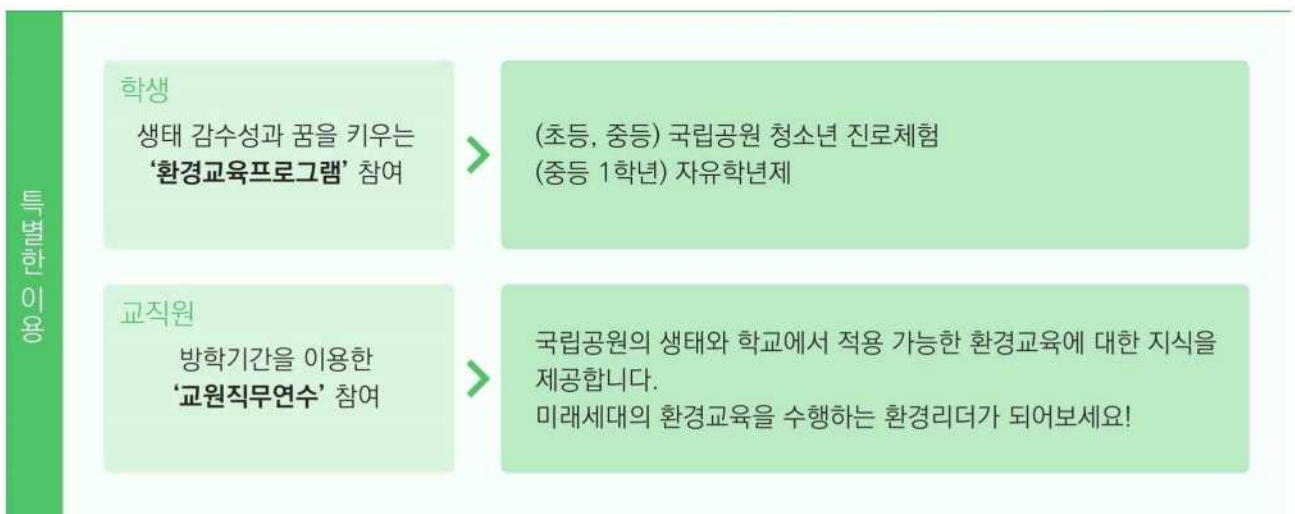 특별한 이용
학생
생태 감수성과 꿈을 키우는
‘환경교육프로그램’ 참여
(초등, 중등) 국립공원 청소년 진로체험
(중등 1학년) 자유학년제
교직원
방학기간을 이용한
‘교원직무연수’ 참여
국립공원의 생태와 학교에서 적용 가능한 환경교육에 대한 지식을
제공합니다.
미래세대의 환경교육을 수행하는 환경리더가 되어보세요!